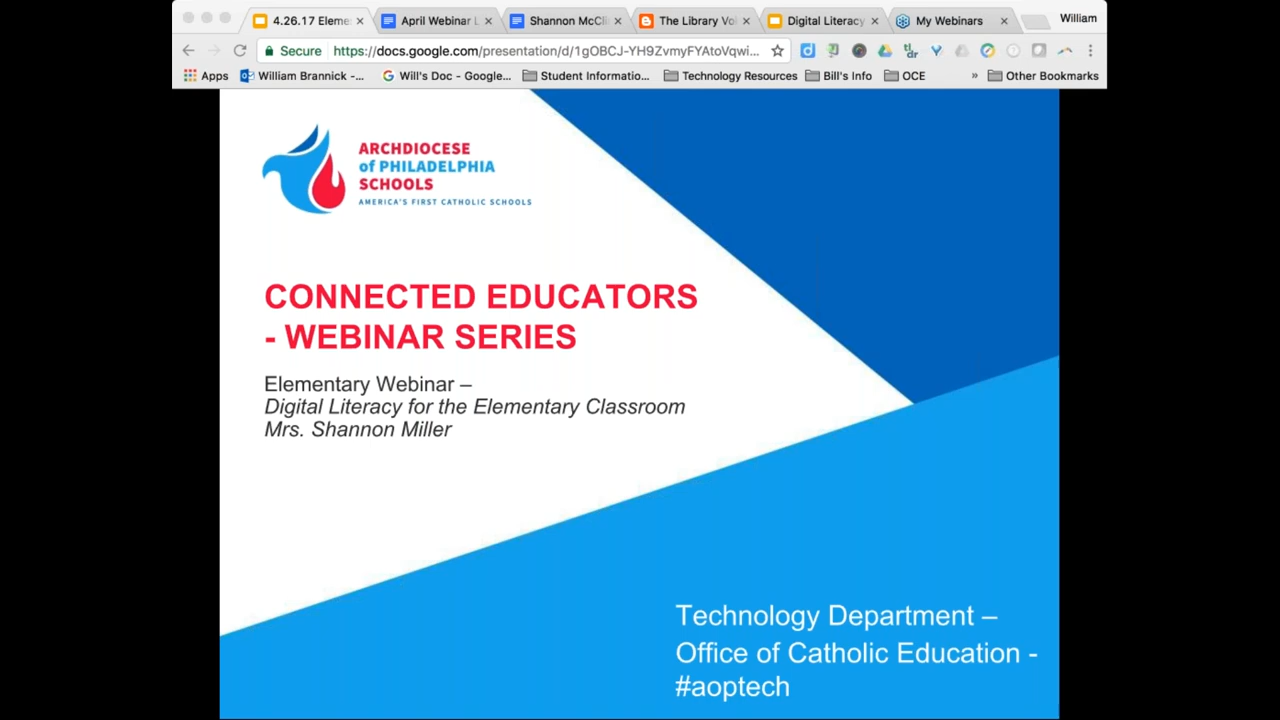 4.26.17 Eleme
April Webinar L
Shannon McCli
The Library Voi
Digital Literacy
My Webinars
William
Secure
https://docs.google.com/presentation/d/1gOBCJ-YH9ZvmyFYAtoVqwi...
Apps
William Brannick -...
Will's Doc - Google...
Student Informatio...
Technology Resources
Bill's Info
OCE
»
Other Bookmarks
ARCHDIOCESE
of PHILADELPHIA
SCHOOLS
AMERICA'S FIRST CATHOLIC SCHOOLS
CONNECTED EDUCATORS
- WEBINAR SERIES
Elementary Webinar –
Digital Literacy for the Elementary Classroom
Mrs. Shannon Miller
Technology Department –
Office of Catholic Education -
#aoptech